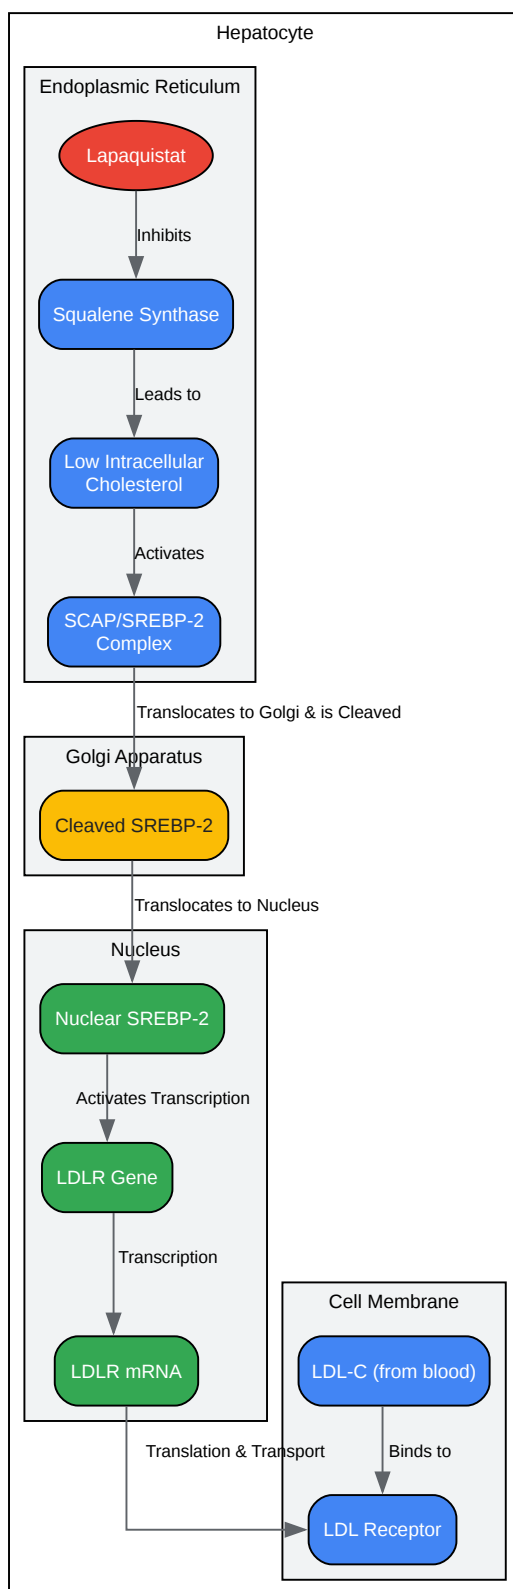 Hepatocyte
Endoplasmic Reticulum
Lapaquistat
Inhibits
Squalene Synthase
Leads to
Low Intracellular
Cholesterol
Activates
SCAP/SREBP-2
Complex
Translocates to Golgi & is Cleaved
Golgi Apparatus
Cleaved SREBP-2
Translocates to Nucleus
Nucleus
Nuclear SREBP-2
Activates Transcription
LDLR Gene
Transcription
LDLR mRNA
Cell Membrane
LDL-C (from blood)
Translation & Transport
Binds to
LDL Receptor